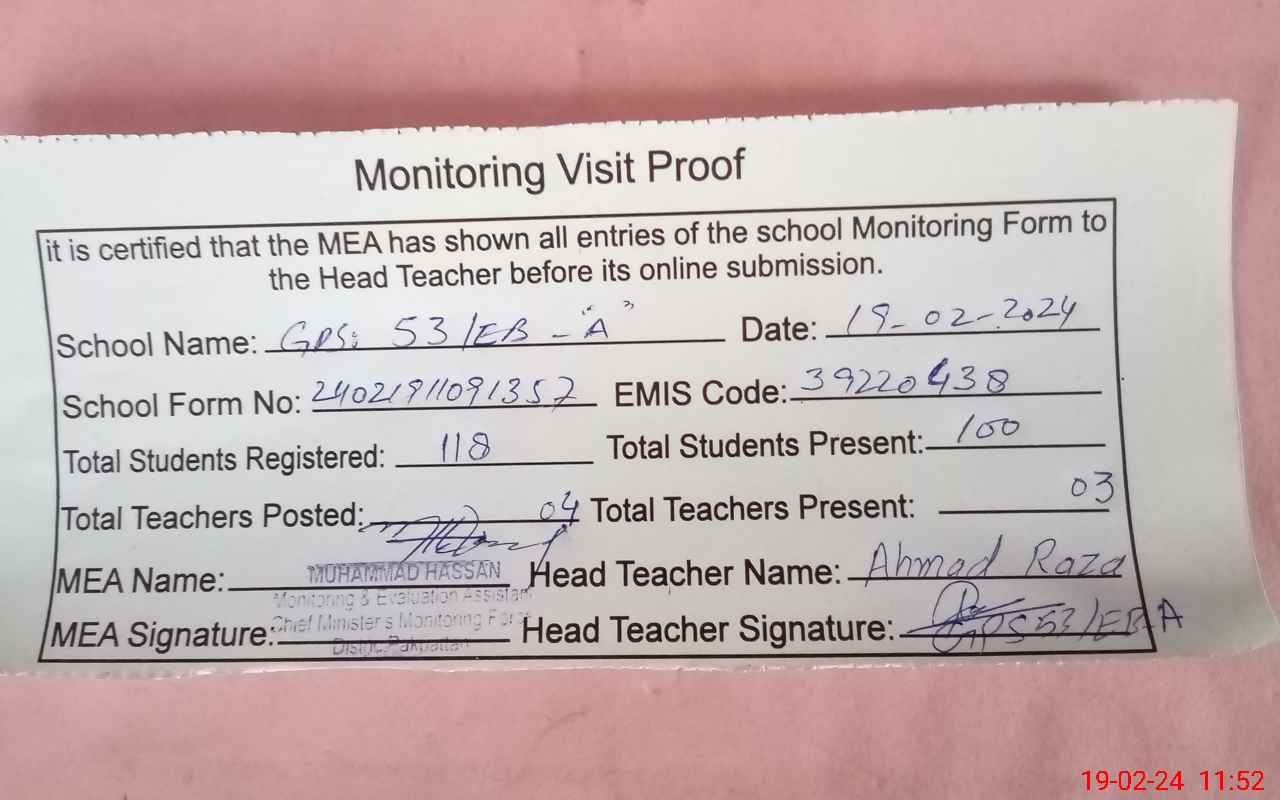 Monitoring Visit Proof
it is certified that the MEA has shown all entries of the school Monitoring Form to
the Head Teacher before its online submission.
School Name: GPS: 53/EB-"A" Date: 19-02-2024
School Form No: 24021911091357 EMIS Code: 39220438
Total Students Registered: 118 Total Students Present: 100
Total Teachers Posted: 04 Total Teachers Present: 03
MEA Name: MUHAMMAD HASSAN Head Teacher Name: Ahmad Raza
Monitoring & Evaluation Assistan
MEA Signature: Chief Minister's Monitoring Force Head Teacher Signature: GPS 53/EB.A
District Pakpattan
19-02-24 11:52